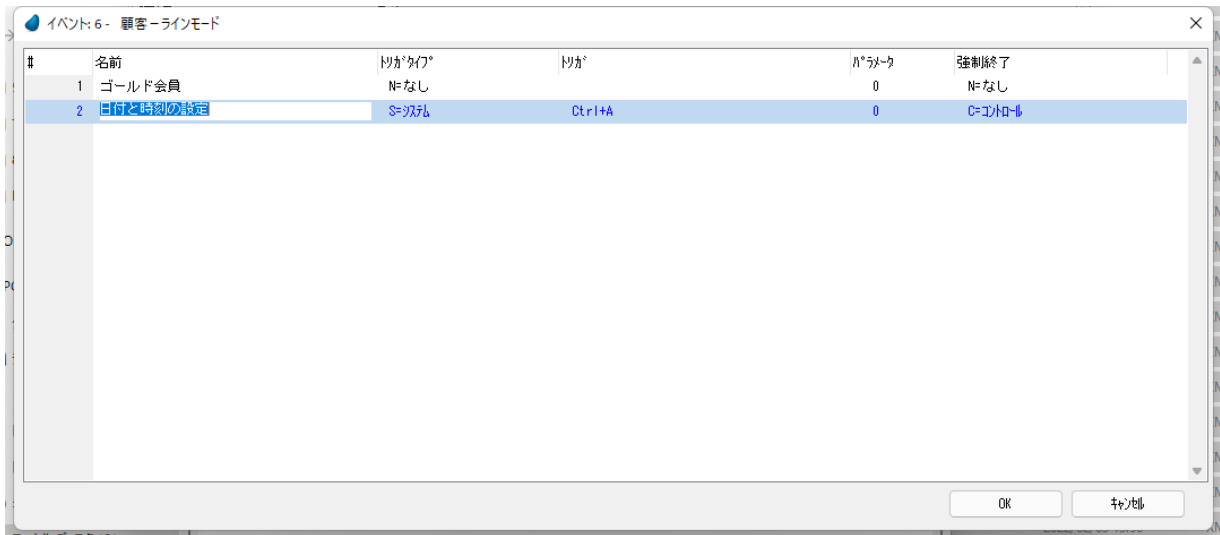 イベント: 6 - 顧客－ラインモード
# 名前 ﾄﾘｶﾞﾀｲﾌﾟ ﾄﾘｶﾞ ﾊﾟﾗﾒｰﾀ 強制終了
1 ゴールド会員 N=なし 0 N=なし
2 日付と時刻の設定 S=ｼｽﾃﾑ Ctrl+A 0 C=ｺﾝﾄﾛｰﾙ
OK ｷｬﾝｾﾙ